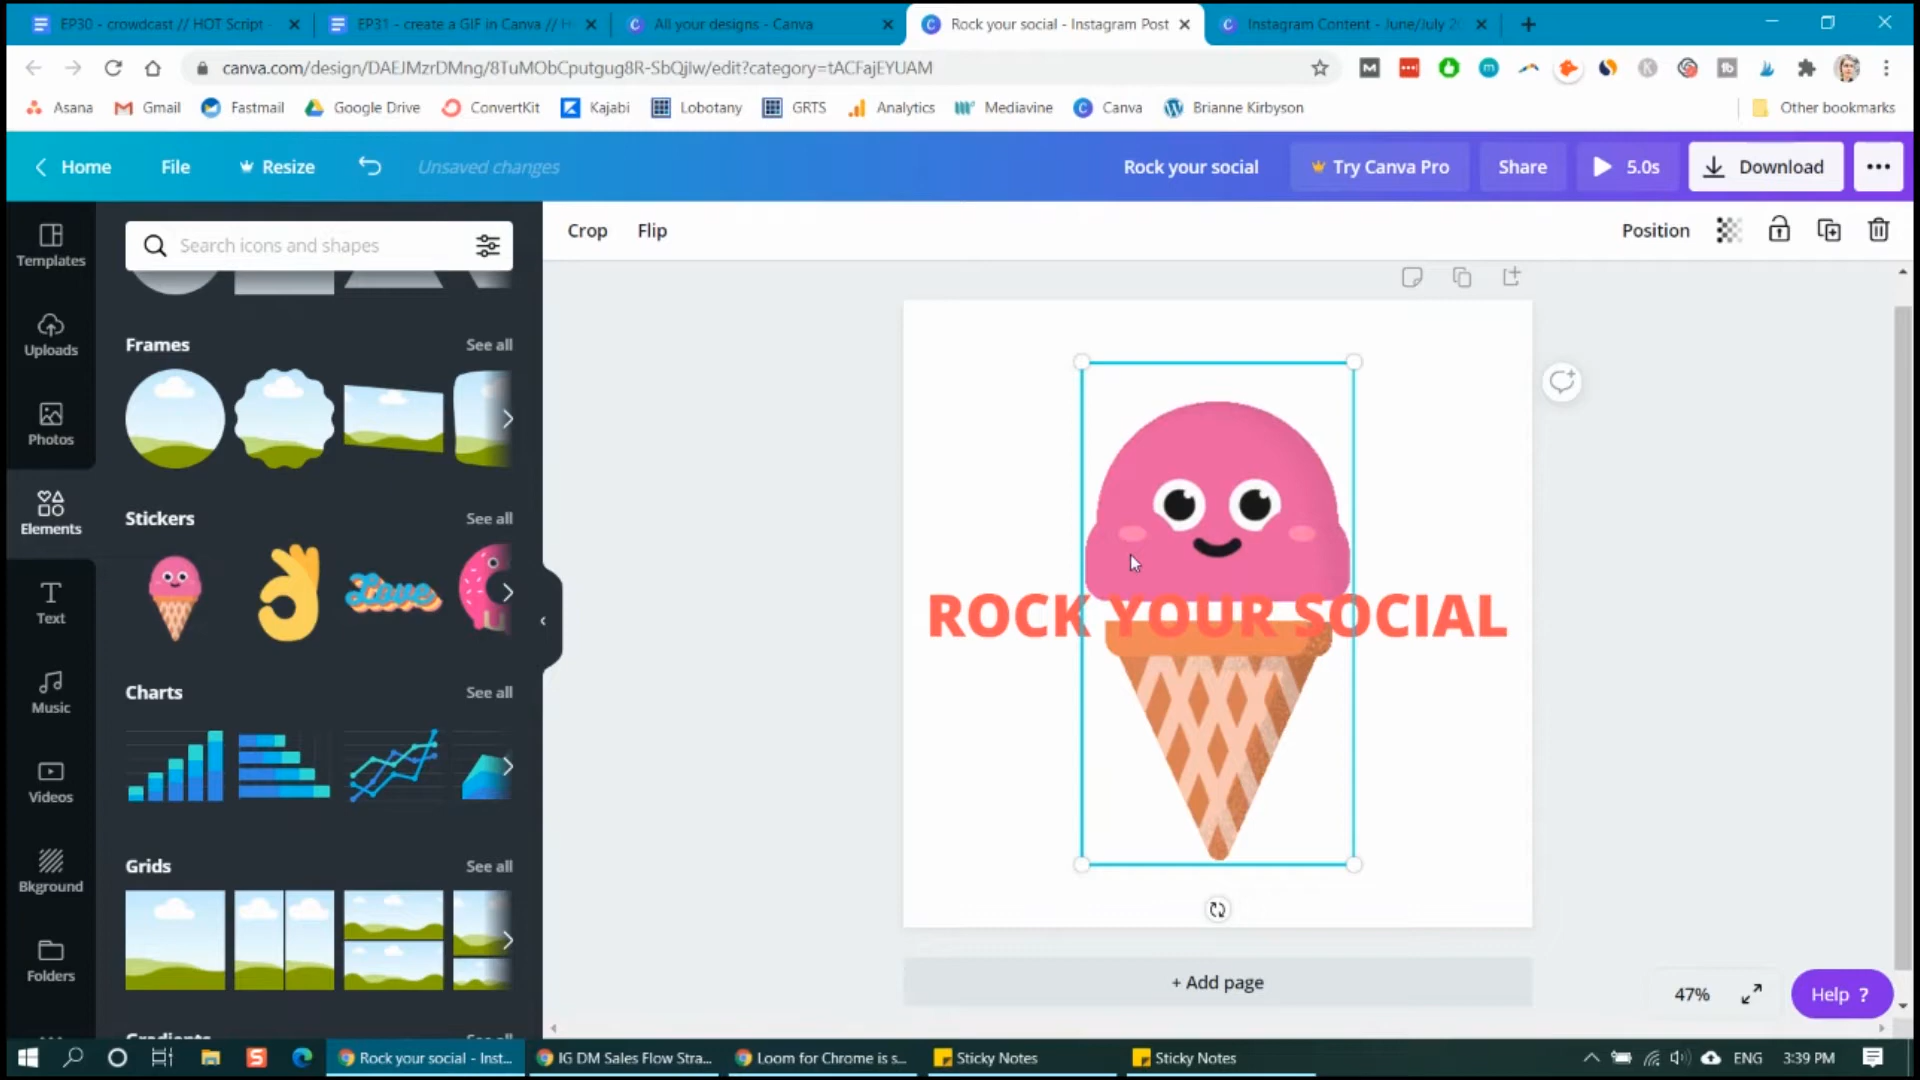 EP30 - crowdcast // HOT Script
EP31 - create a GIF in Canva // H
All your designs - Canva
Rock your social - Instagram Post
Instagram Content - June/July 2
canva.com/design/DAEJMzrDMng/8TuMObCputgug8R-SbQjIw/edit?category=tACFajEYUAM
Asana
Gmail
Fastmail
Google Drive
ConvertKit
Kajabi
Lobotany
GRTS
Analytics
Mediavine
Canva
Brianne Kirbyson
Other bookmarks
Home
File
Resize
Unsaved changes
Rock your social
Try Canva Pro
Share
5.0s
Download
Templates
Uploads
Photos
Elements
Text
Music
Videos
Bkground
Folders
Search icons and shapes
Frames
See all
Stickers
See all
Love
Charts
See all
Grids
See all
Gradients
See all
Crop
Flip
Position
ROCK YOUR SOCIAL
+ Add page
47%
Help ?
Rock your social - Inst...
IG DM Sales Flow Stra...
Loom for Chrome is s...
Sticky Notes
Sticky Notes
ENG
3:39 PM